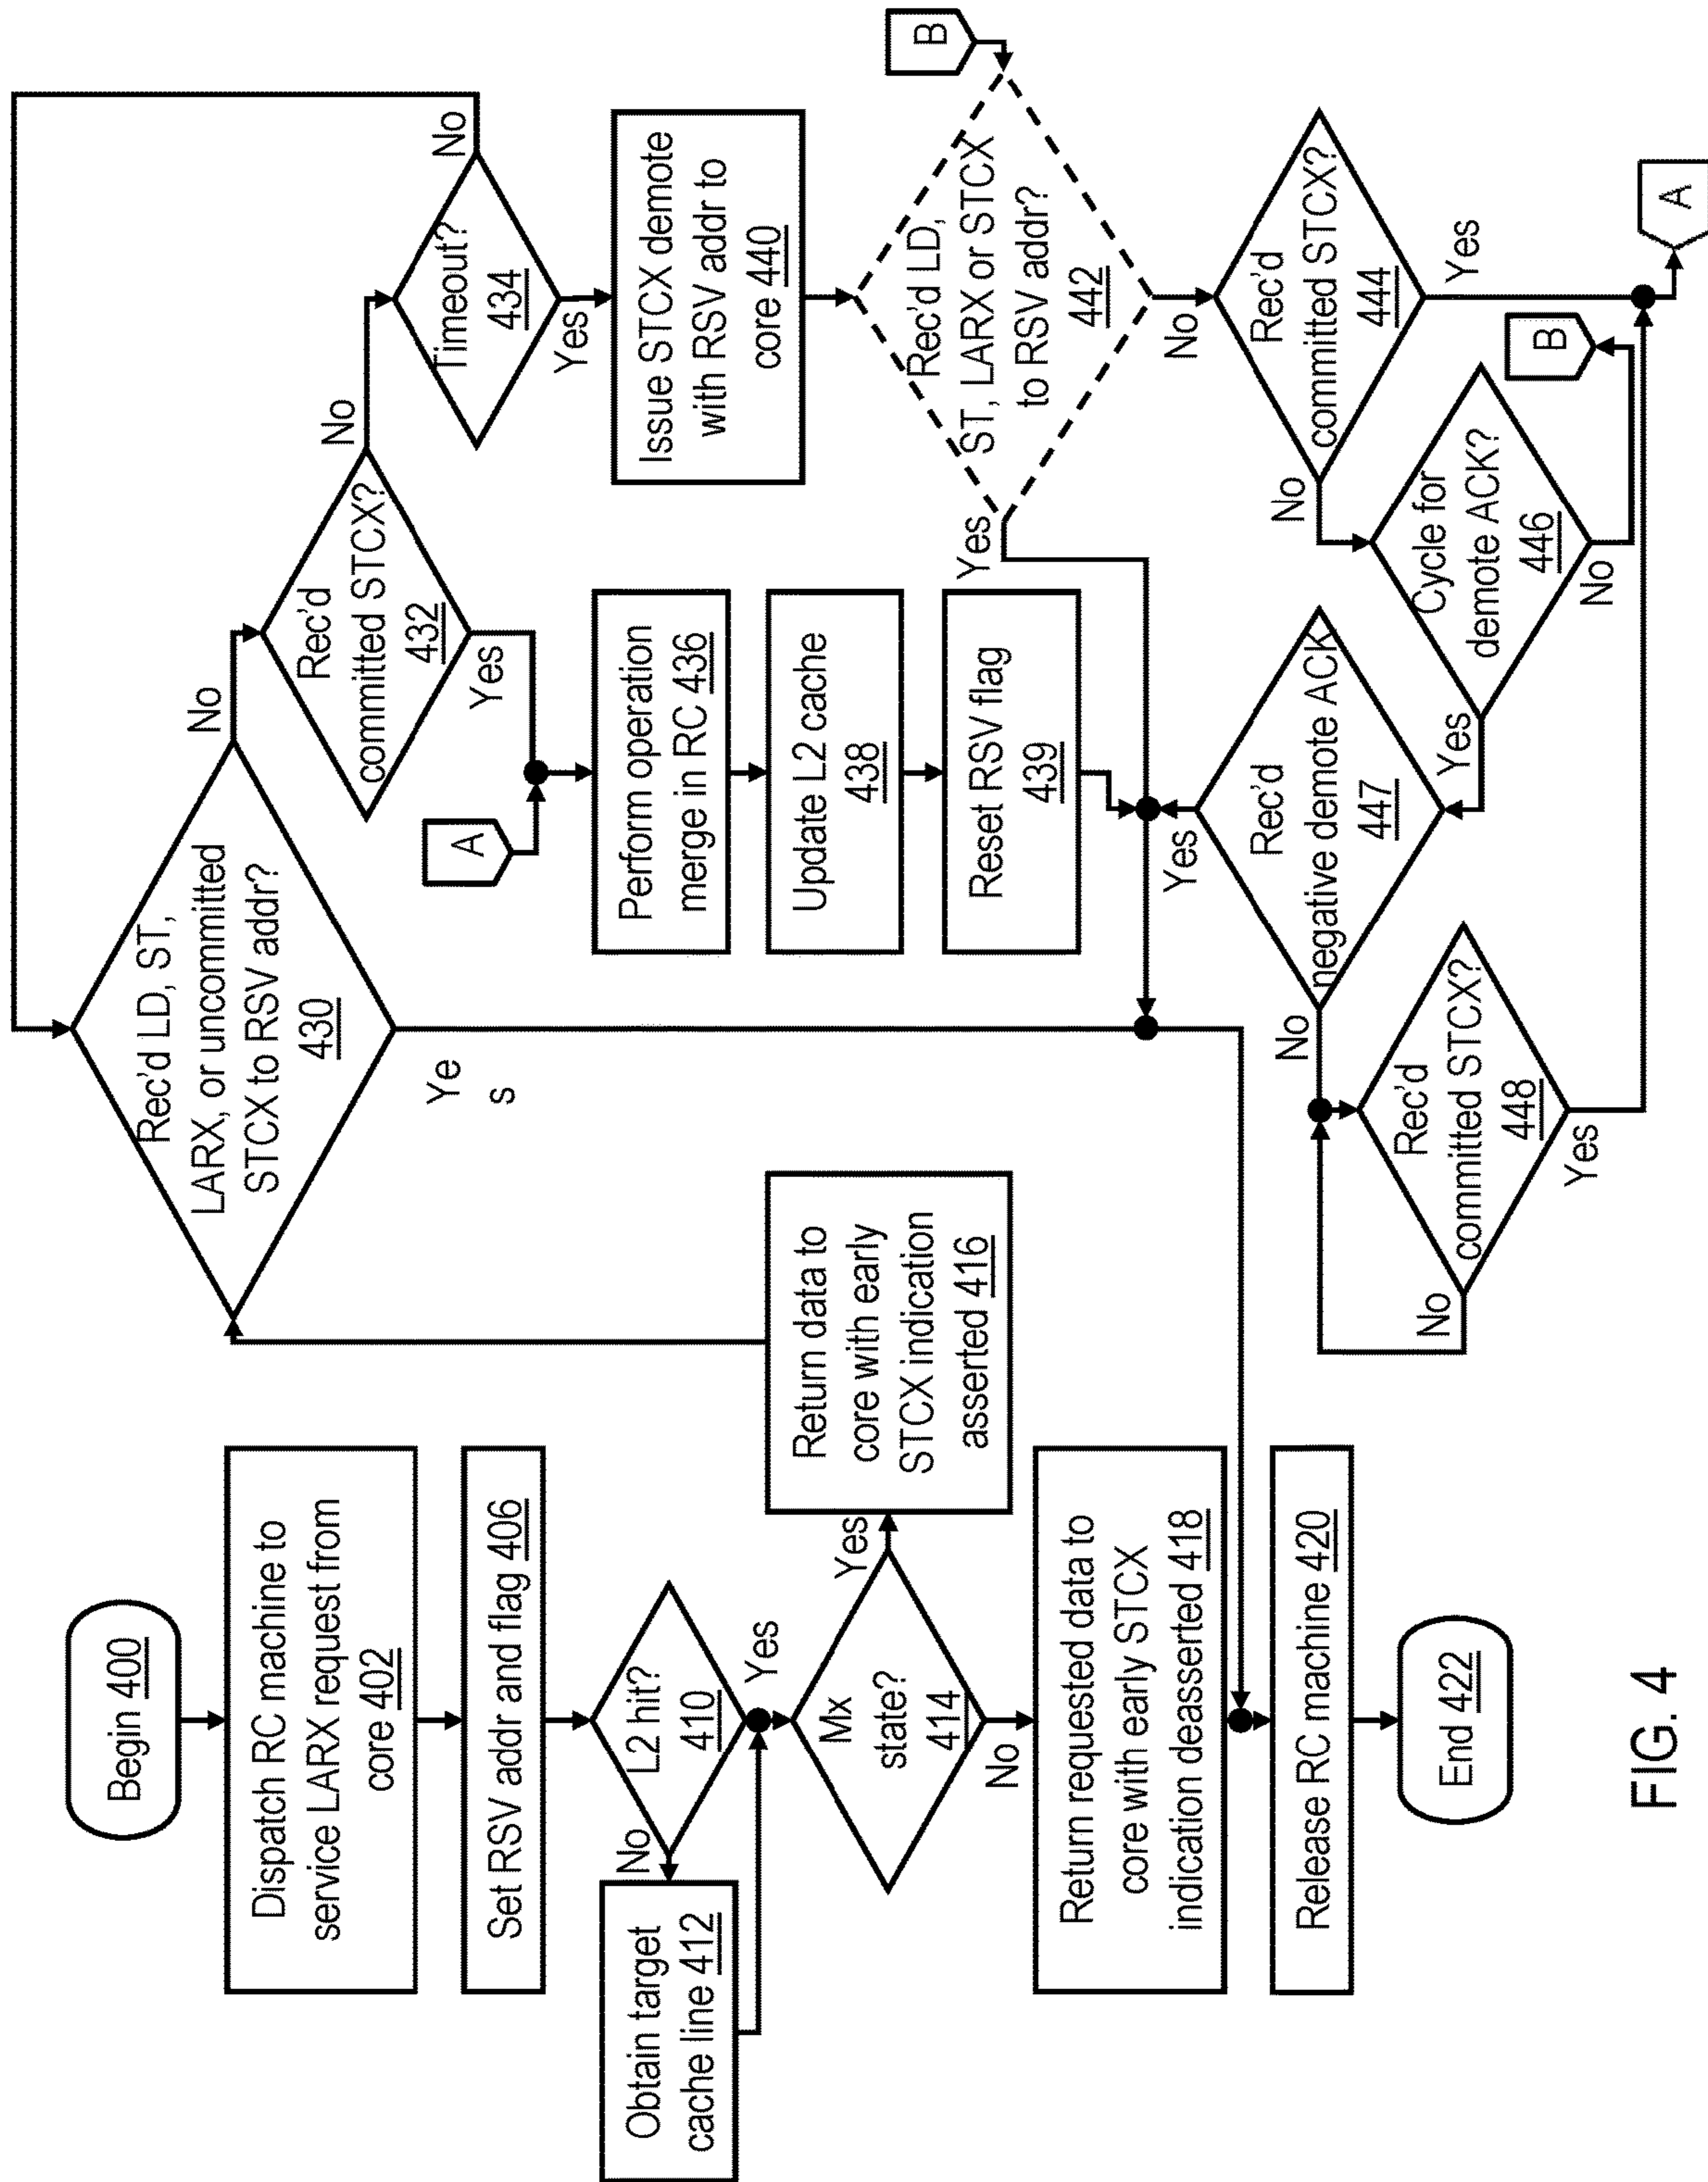 Begin 400
Dispatch RC machine to
service LARX request from
core 402
Set RSV addr and flag 406
L2 hit?
410
No
Yes
Obtain target
cache line 412
Mx
state?
414
Yes
No
Return data to
core with early
STCX indication
asserted 416
Return requested data to
core with early STCX
indication deasserted 418
Release RC machine 420
End 422
Rec'd LD, ST,
LARX, or uncommitted
STCX to RSV addr?
430
No
Ye
s
Rec'd
committed STCX?
432
No
Yes
Timeout?
434
No
Yes
A
Perform operation
merge in RC 436
Update L2 cache
438
Reset RSV flag
439
Issue STCX demote
with RSV addr to
core 440
B
Rec'd LD,
ST, LARX or STCX
to RSV addr?
442
Yes
No
Rec'd
committed STCX?
444
No
Yes
Cycle for
demote ACK?
446
Yes
No
B
Rec'd
negative demote ACK
447
Yes
No
Rec'd
committed STCX?
448
No
Yes
A
FIG. 4